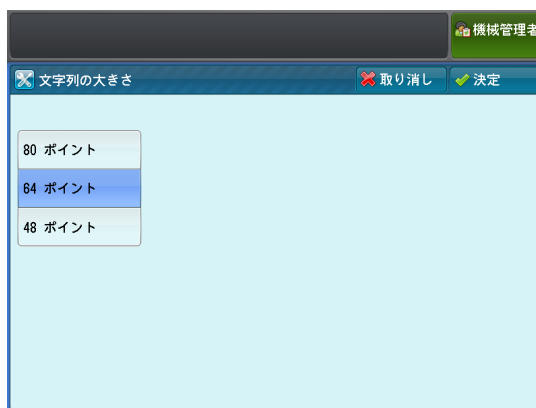 機械管理者
文字列の大きさ
取り消し
決定
80 ポイント
64 ポイント
48 ポイント